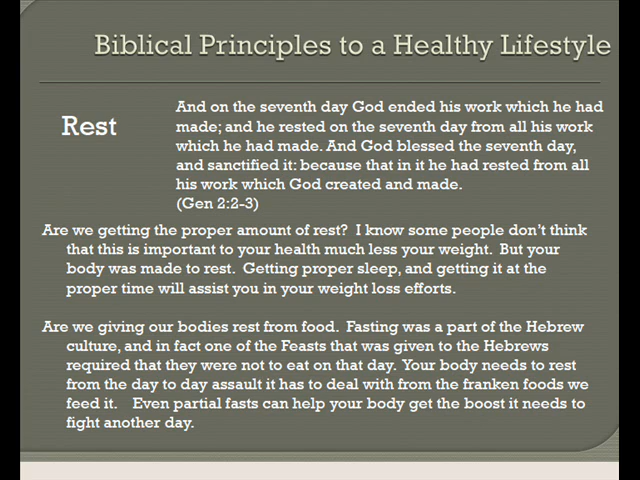 Biblical Principles to a Healthy Lifestyle
Rest
And on the seventh day God ended his work which he had
made; and he rested on the seventh day from all his work
which he had made. And God blessed the seventh day,
and sanctified it: because that in it he had rested from all
his work which God created and made.
(Gen 2:2-3)
Are we getting the proper amount of rest?  I know some people don't think
that this is important to your health much less your weight.  But your
body was made to rest.  Getting proper sleep, and getting it at the
proper time will assist you in your weight loss efforts.
Are we giving our bodies rest from food.  Fasting was a part of the Hebrew
culture, and in fact one of the Feasts that was given to the Hebrews
required that they were not to eat on that day.  Your body needs to rest
from the day to day assault it has to deal with from the franken foods we
feed it.   Even partial fasts can help your body get the boost it needs to
fight another day.